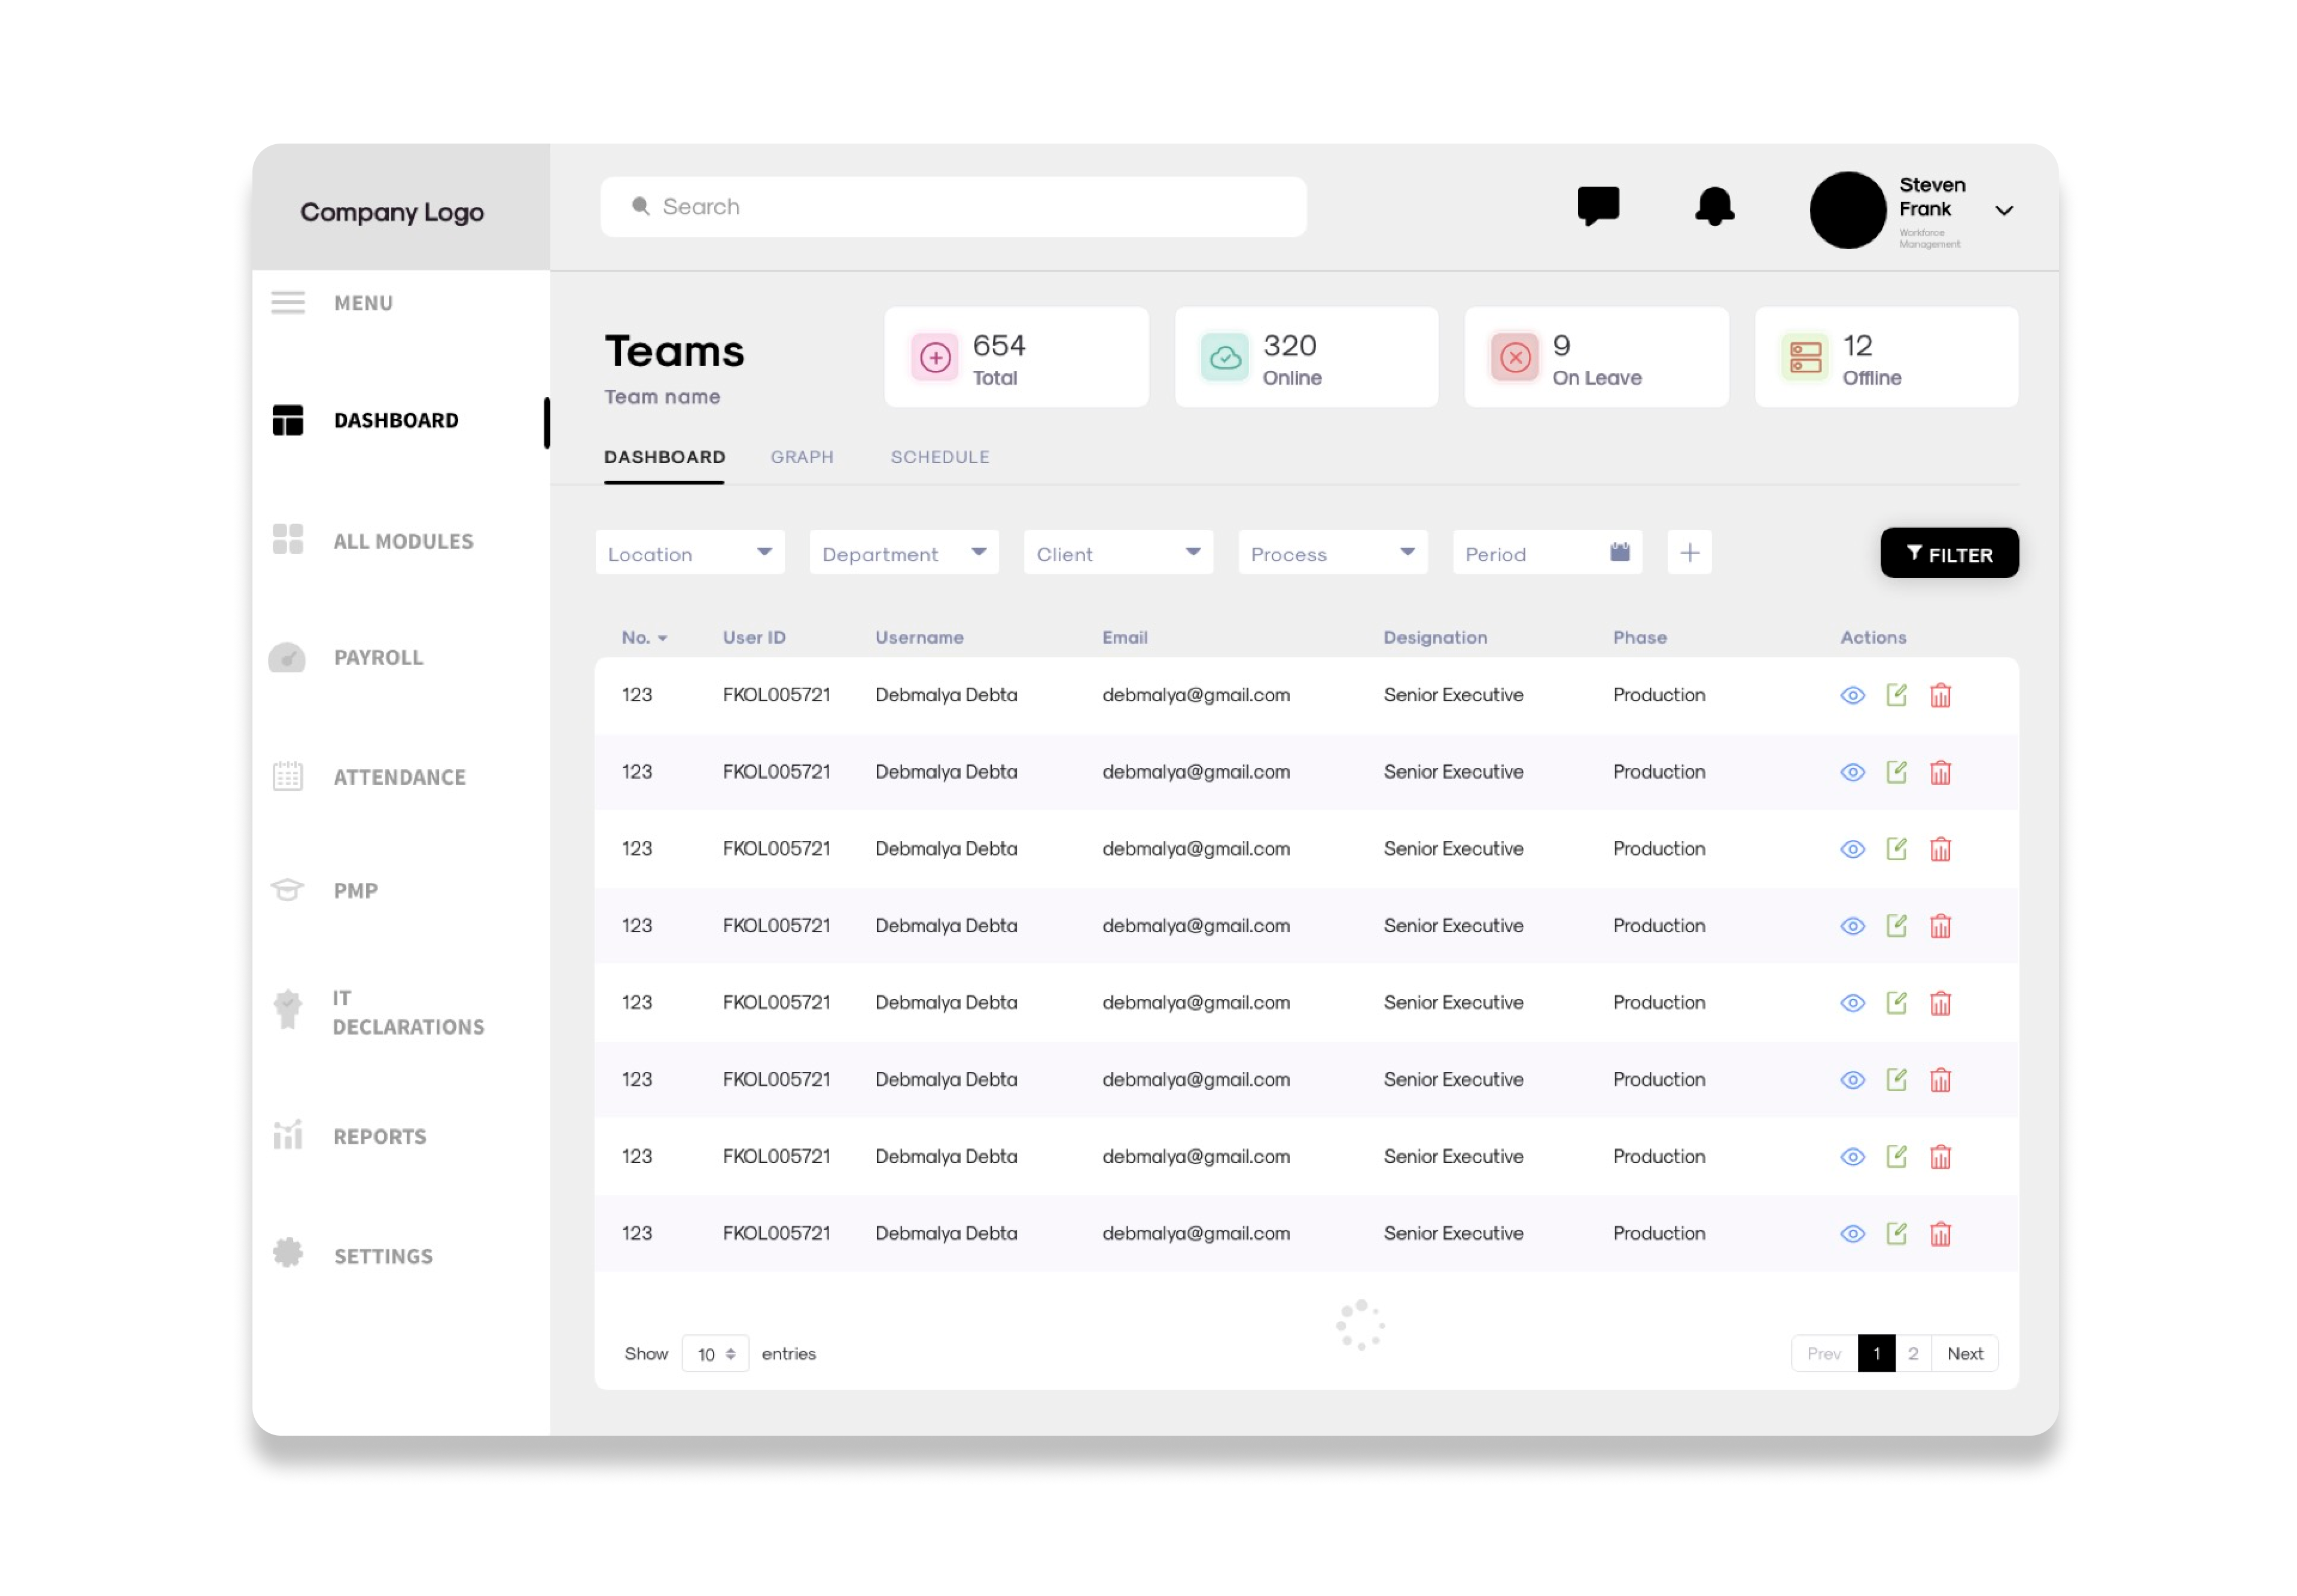 Company Logo
Search
Steven
Frank
Workforce
Management
MENU
DASHBOARD
ALL MODULES
PAYROLL
ATTENDANCE
PMP
IT
DECLARATIONS
REPORTS
SETTINGS
Teams
Team name
654
Total
320
Online
9
On Leave
12
Offline
DASHBOARD GRAPH SCHEDULE
Location Department Client Process Period FILTER
No. User ID Username Email Designation Phase Actions
123 FKOL005721 Debmalya Debta debmalya@gmail.com Senior Executive Production
123 FKOL005721 Debmalya Debta debmalya@gmail.com Senior Executive Production
123 FKOL005721 Debmalya Debta debmalya@gmail.com Senior Executive Production
123 FKOL005721 Debmalya Debta debmalya@gmail.com Senior Executive Production
123 FKOL005721 Debmalya Debta debmalya@gmail.com Senior Executive Production
123 FKOL005721 Debmalya Debta debmalya@gmail.com Senior Executive Production
123 FKOL005721 Debmalya Debta debmalya@gmail.com Senior Executive Production
123 FKOL005721 Debmalya Debta debmalya@gmail.com Senior Executive Production
Show 10 entries Prev 1 2 Next